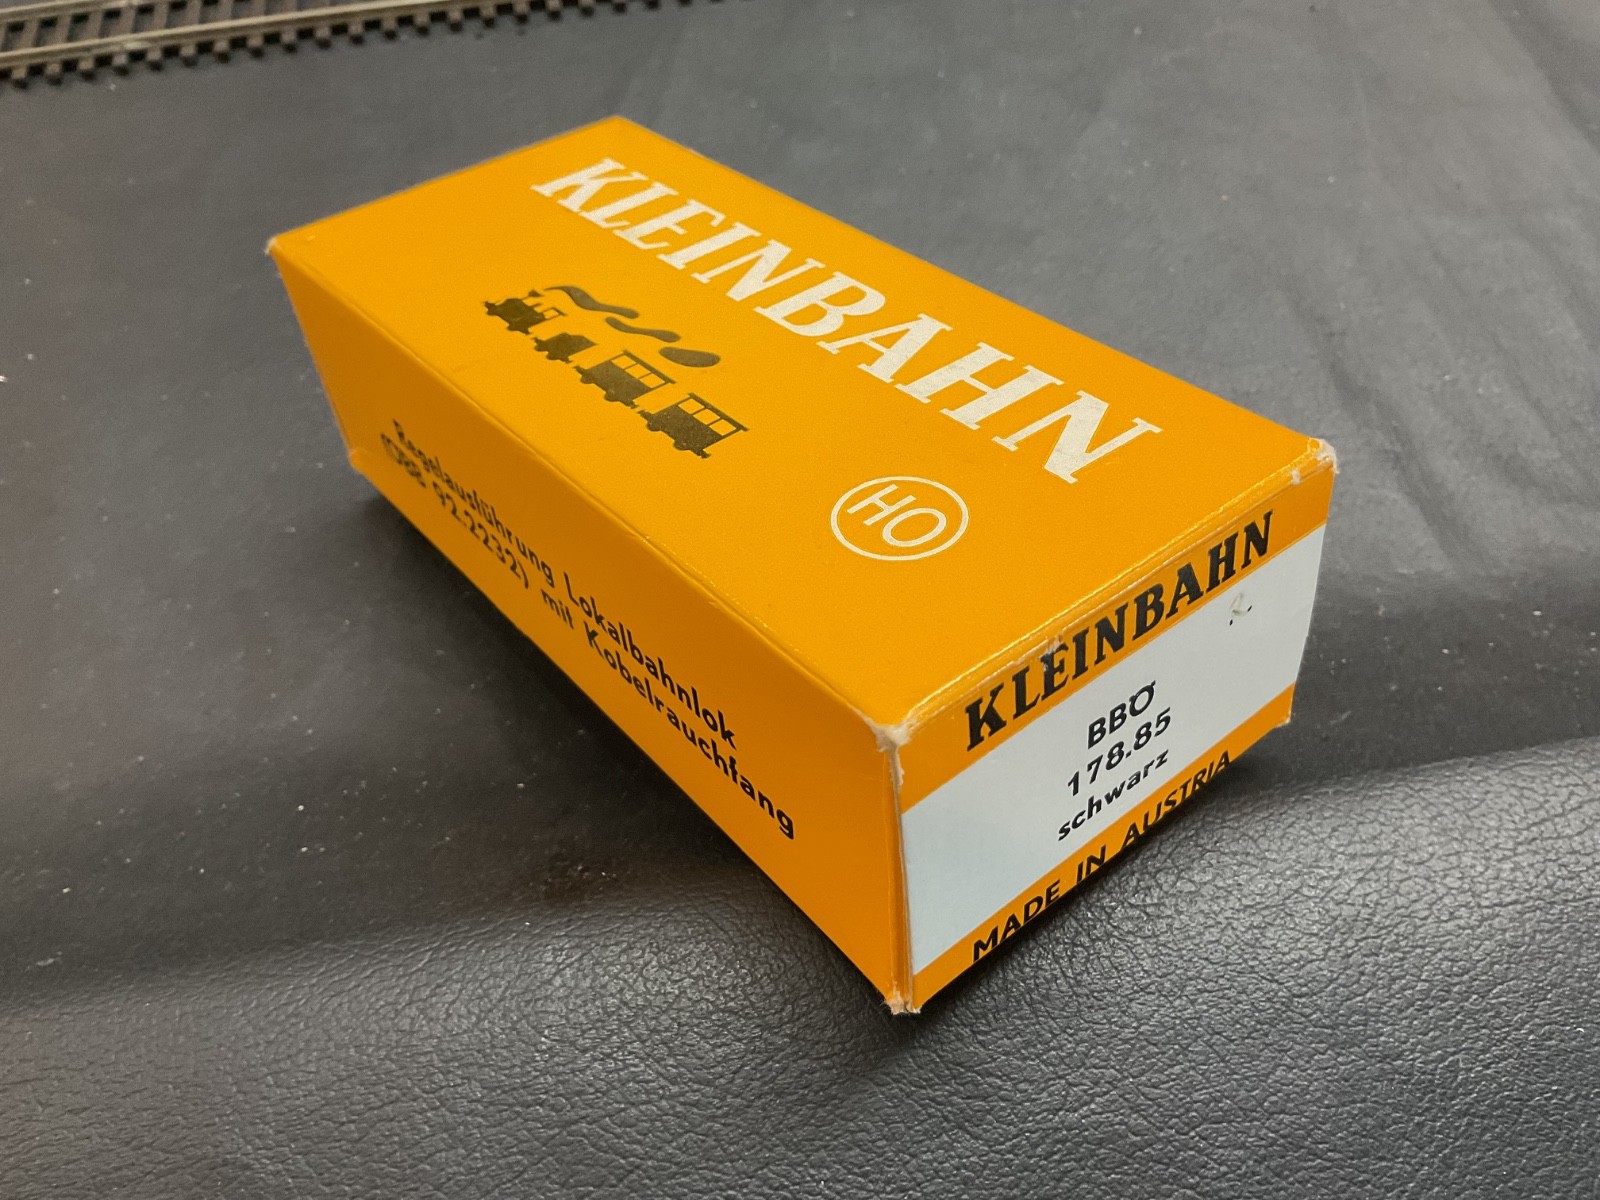 KLEINBAHN
HO
Regelausführung Lokalbahnlok
(ÖBB 92.2232) mit Kobelrauchfang
KLEINBAHN
BBÖ
178.85
schwarz
MADE IN AUSTRIA